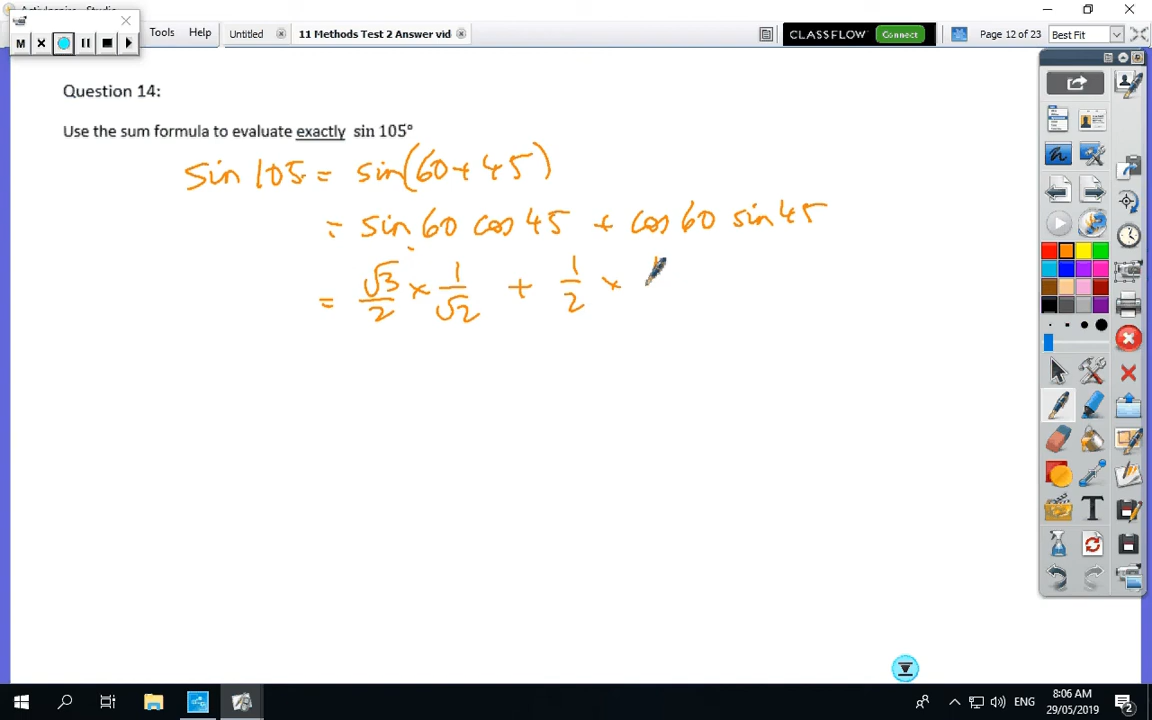 M
Tools Help Untitled 11 Methods Test 2 Answer vid
CLASSFLOW Connect
Page 12 of 23 Best Fit
Question 14:
Use the sum formula to evaluate exactly sin 105°
sin 105 = sin(60+45)
= sin 60 cos 45 + cos 60 sin 45
= √3/2 × 1/√2 + 1/2 ×
T
ENG
8:06 AM
29/05/2019
2